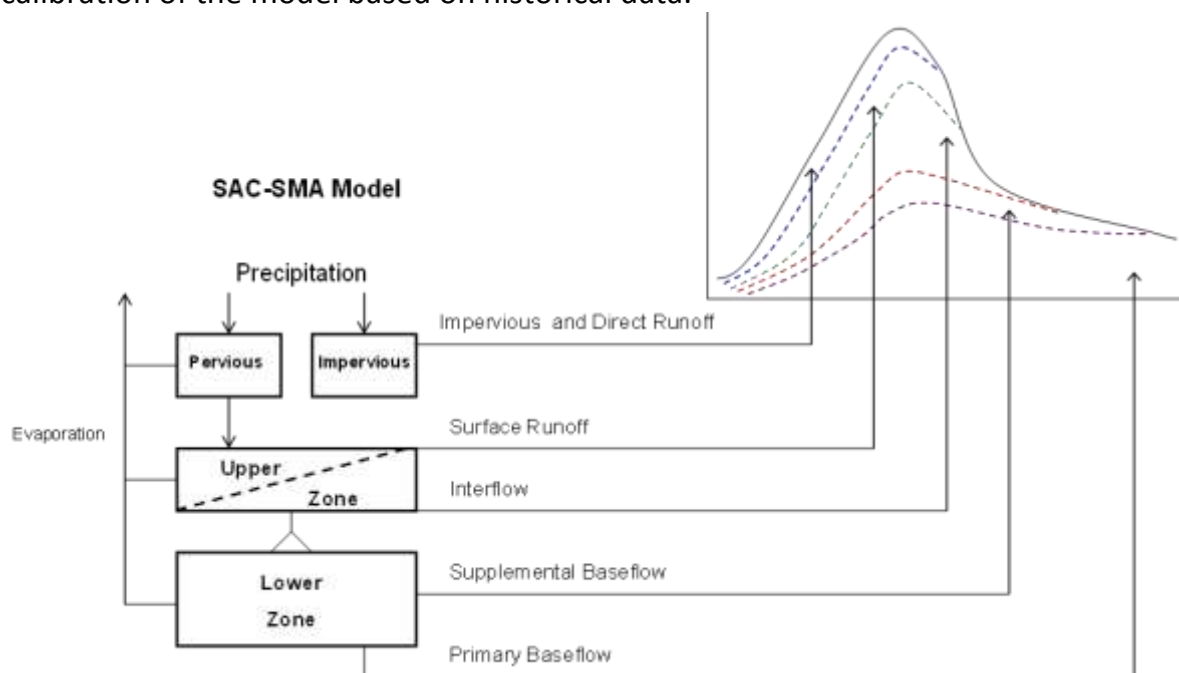 calibration of the model based on historical data.
SAC-SMA Model
Precipitation
Impervious and Direct Runoff
Pervious
Impervious
Surface Runoff
Evaporation
Upper
Interflow
Zone
Supplemental Baseflow
Lower
Zone
Primary Baseflow